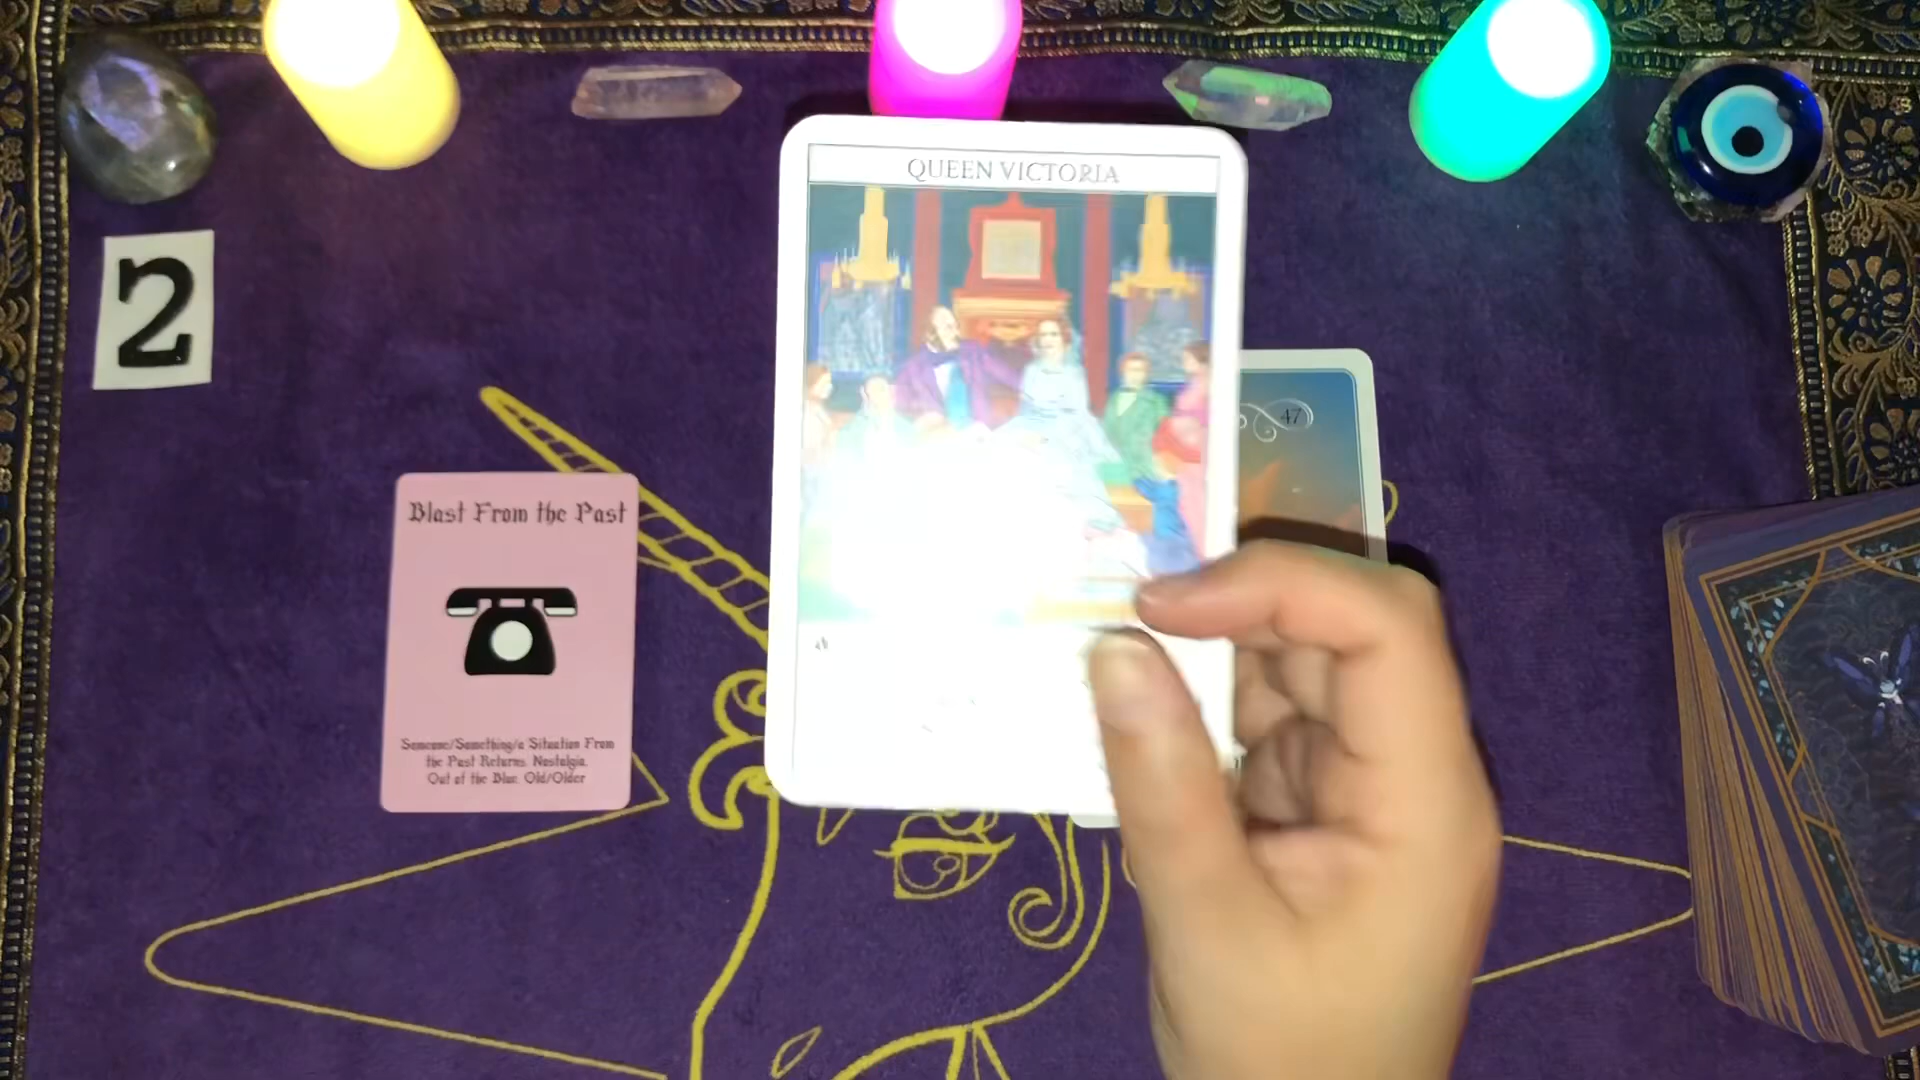 QUEEN VICTORIA
2
47
Blast From the Past
Someone/Something/a Situation From
the Past Returns. Nostalgia.
Out of the Blue. Old/Older